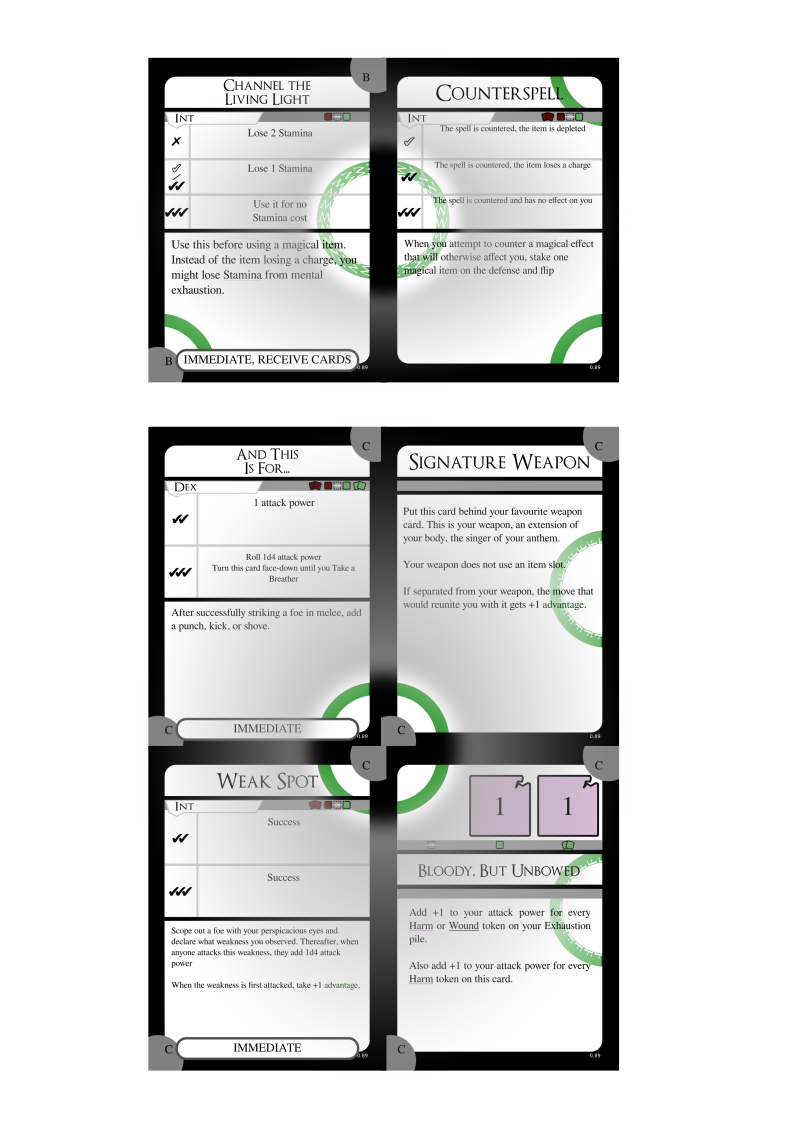 B
CHANNEL THE
LIVING LIGHT
INT
✗ Lose 2 Stamina
✓
/
✓✓ Lose 1 Stamina
✓✓✓ Use it for no
Stamina cost
Use this before using a magical item.
Instead of the item losing a charge, you
might lose Stamina from mental
exhaustion.
B IMMEDIATE, RECEIVE CARDS
0.89
COUNTERSPELL
INT
✓ The spell is countered, the item is depleted
✓✓ The spell is countered, the item loses a charge
✓✓✓ The spell is countered and has no effect on you
When you attempt to counter a magical effect
that will otherwise affect you, stake one
magical item on the defense and flip
0.89
C
AND THIS
IS FOR...
DEX
✓✓ 1 attack power
✓✓✓ Roll 1d4 attack power
Turn this card face-down until you Take a
Breather
After successfully striking a foe in melee, add
a punch, kick, or shove.
C IMMEDIATE
0.89
C
SIGNATURE WEAPON
Put this card behind your favourite weapon
card. This is your weapon, an extension of
your body, the singer of your anthem.
Your weapon does not use an item slot.
If separated from your weapon, the move that
would reunite you with it gets +1 advantage.
C
0.89
C
WEAK SPOT
INT
✓✓ Success
✓✓✓ Success
Scope out a foe with your perspicacious eyes and
declare what weakness you observed. Thereafter, when
anyone attacks this weakness, they add 1d4 attack
power
When the weakness is first attacked, take +1 advantage.
C IMMEDIATE
0.89
C
1 1
BLOODY, BUT UNBOWED
Add +1 to your attack power for every
Harm or Wound token on your Exhaustion
pile.
Also add +1 to your attack power for every
Harm token on this card.
C
0.89